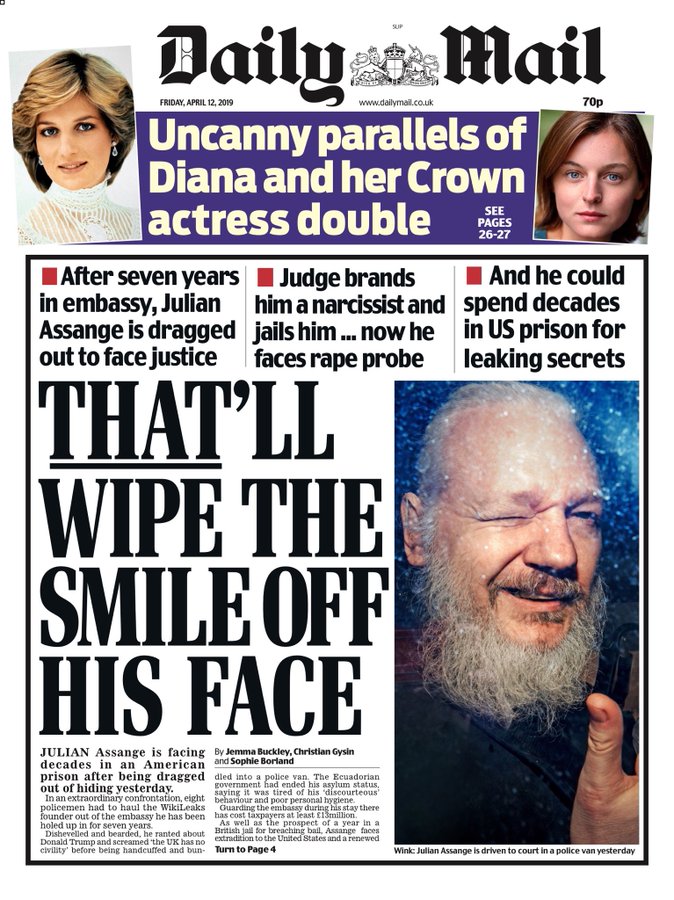 SLIP
Daily Mail
FRIDAY, APRIL 12, 2019
www.dailymail.co.uk
70p
Uncanny parallels of
Diana and her Crown
actress double
SEE
PAGES
26-27
After seven years
in embassy, Julian
Assange is dragged
out to face justice
Judge brands
him a narcissist and
jails him ... now he
faces rape probe
And he could
spend decades
in US prison for
leaking secrets
THAT'LL
WIPE THE
SMILE OFF
HIS FACE
JULIAN Assange is facing
decades in an American
prison after being dragged
out of hiding yesterday.
In an extraordinary confrontation, eight
policemen had to haul the WikiLeaks
founder out of the embassy he has been
holed up in for seven years.
Dishevelled and bearded, he ranted about
Donald Trump and screamed 'the UK has no
civility' before being handcuffed and bun-
By Jemma Buckley, Christian Gysin
and Sophie Borland
dled into a police van. The Ecuadorian
government had ended his asylum status,
saying it was tired of his 'discourteous'
behaviour and poor personal hygiene.
Guarding the embassy during his stay there
has cost taxpayers at least £13million.
As well as the prospect of a year in a
British jail for breaching bail, Assange faces
extradition to the United States and a renewed
Turn to Page 4
Wink: Julian Assange is driven to court in a police van yesterday